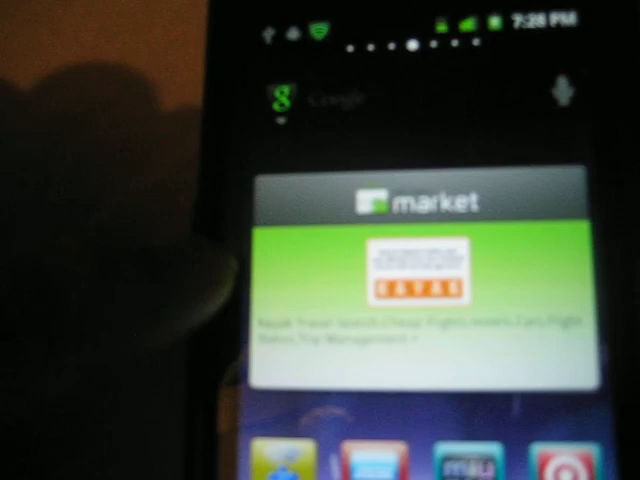 7:28 PM
Google
market
KAYAK
Kayak Travel Search,Cheap Flights,Hotels,Cars,Flight
Status,Trip Management